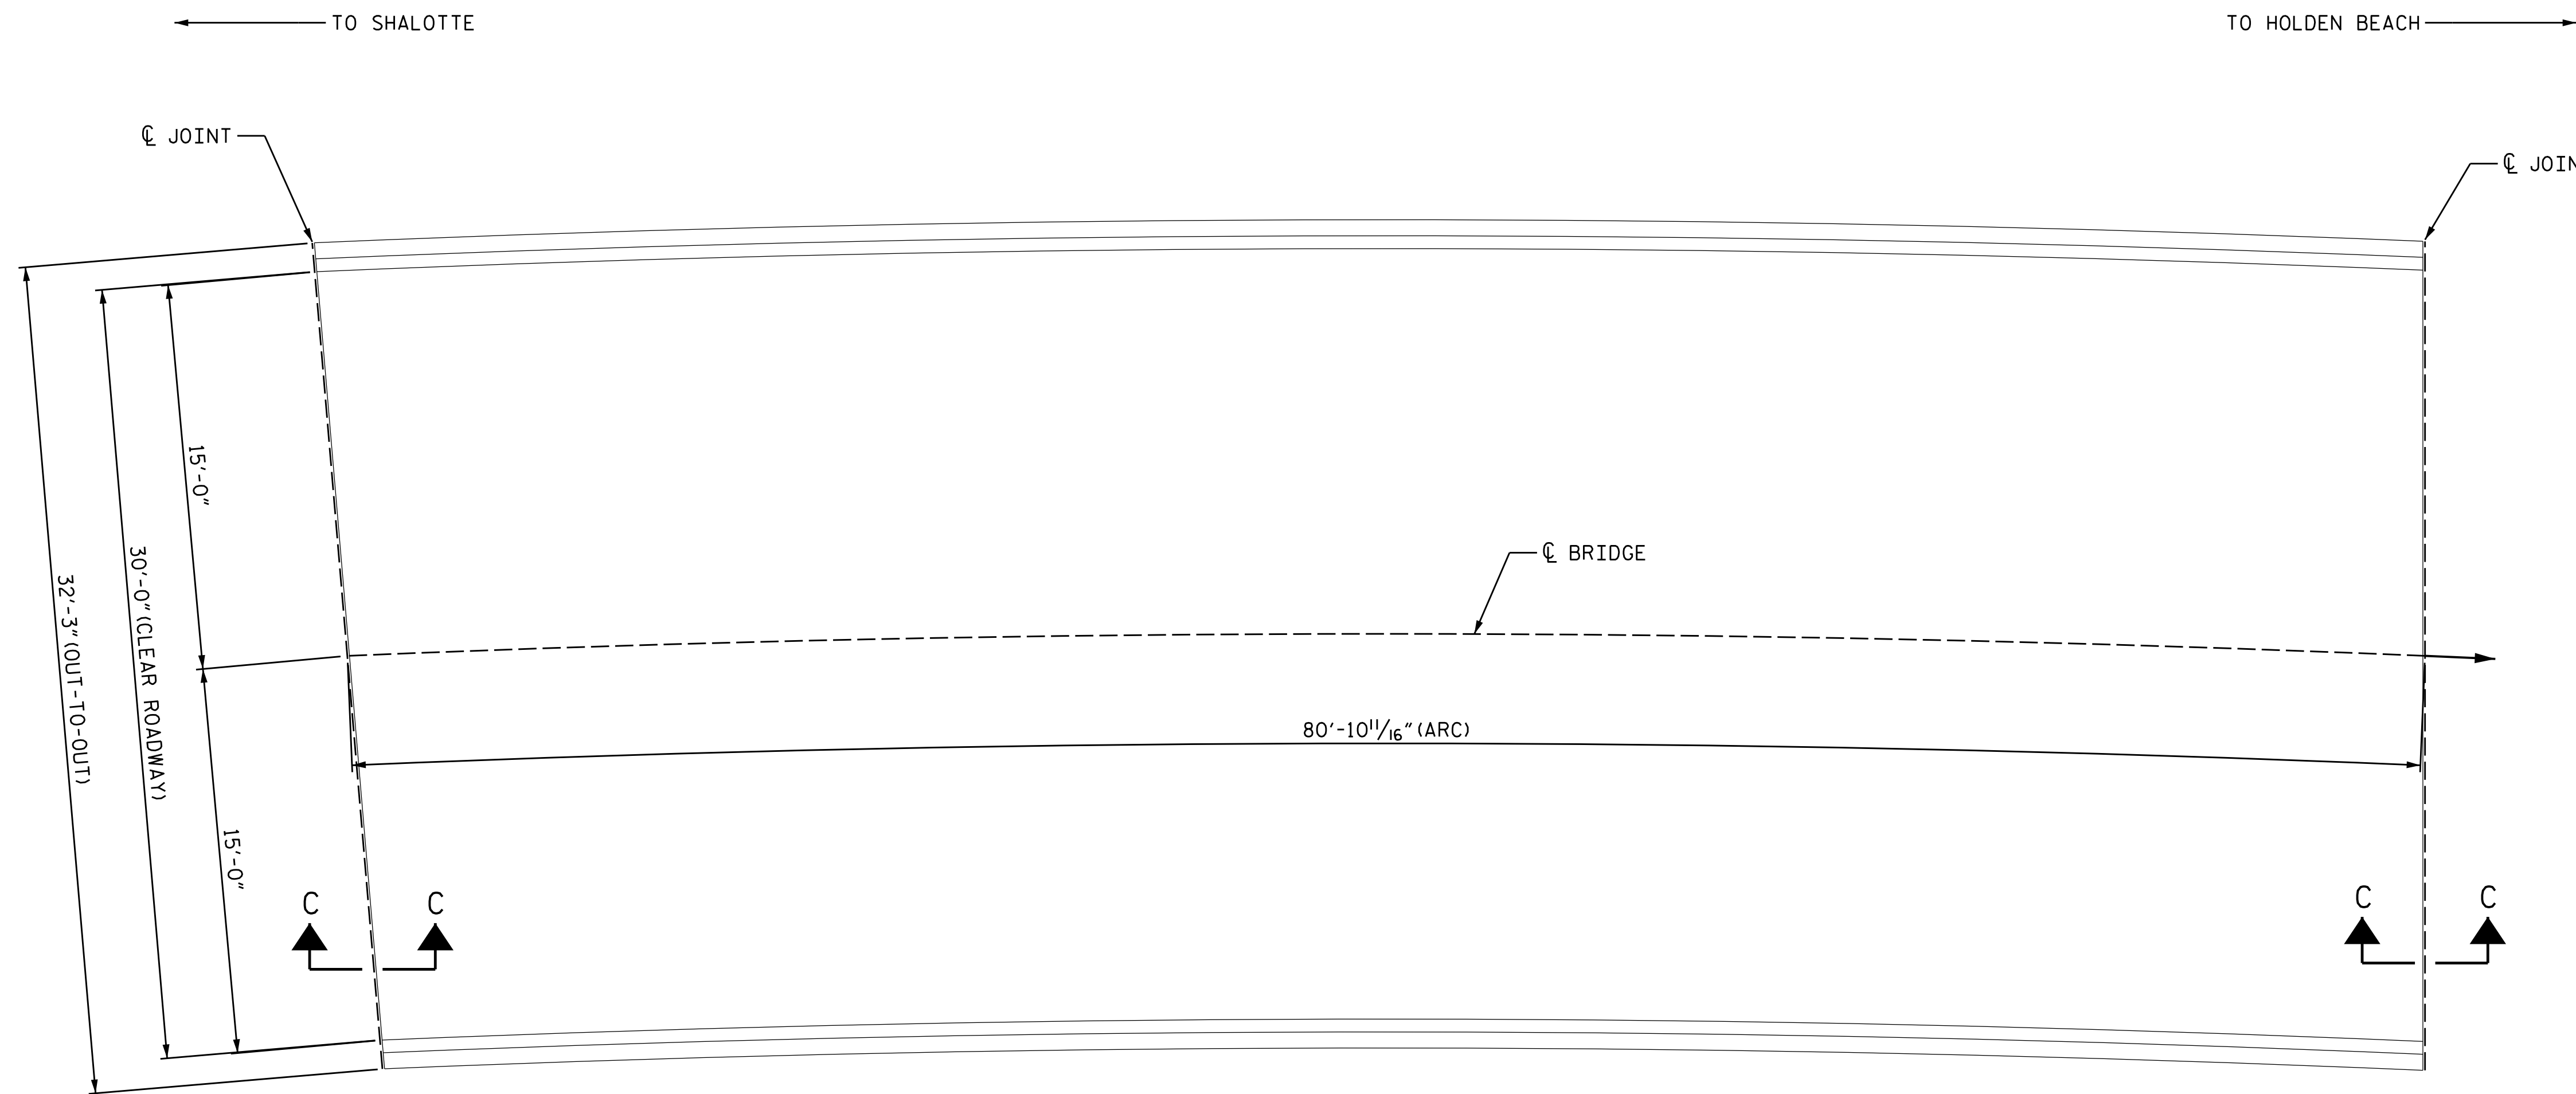 TO SHALOTTE
TO HOLDEN BEACH
℄ JOINT
℄ JOIN
15'-0"
30'-0" (CLEAR ROADWAY)
32'-3" (OUT-TO-OUT)
℄ BRIDGE
80'-10 11/16" (ARC)
15'-0"
C C
C C